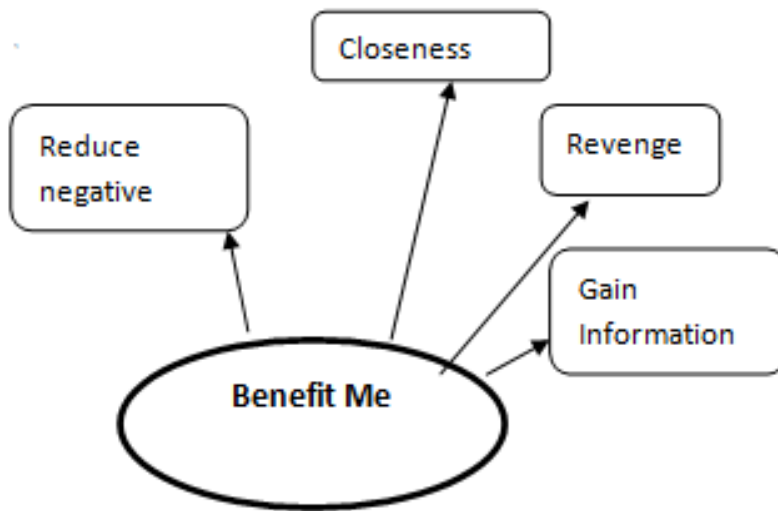 Closeness
Reduce
negative
Revenge
Gain
Information
Benefit Me